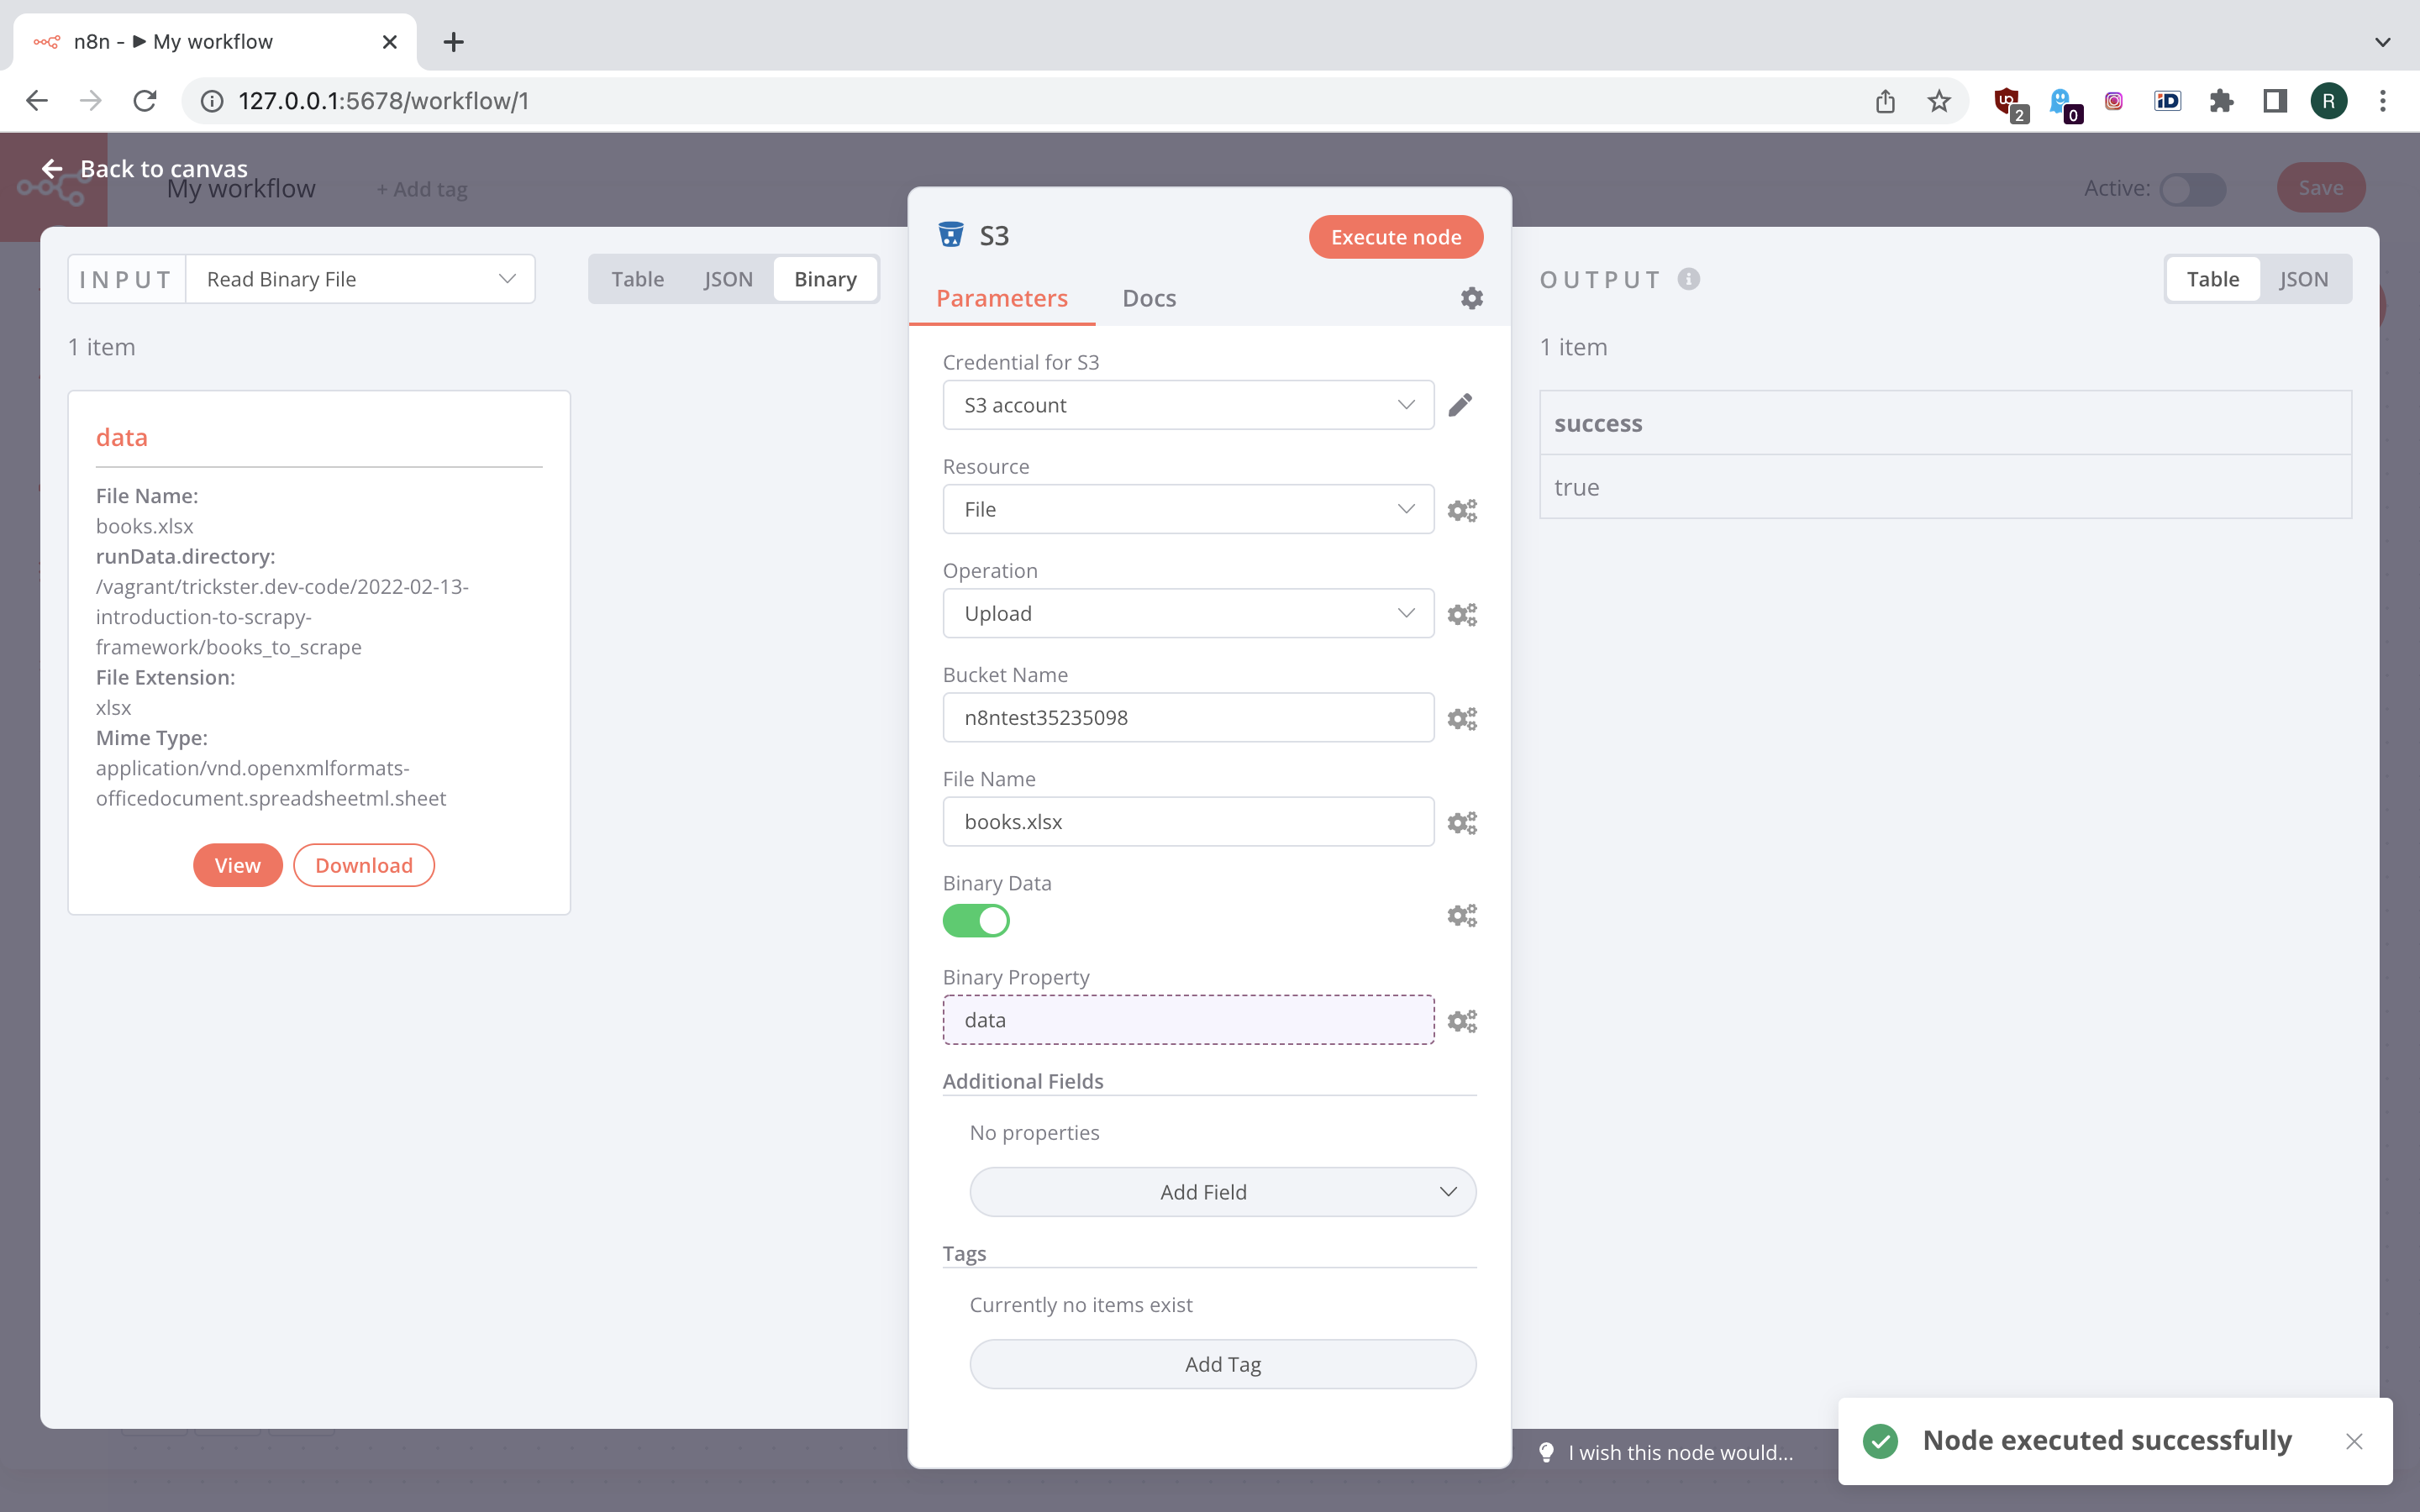 n8n - ▶ My workflow
127.0.0.1:5678/workflow/1
2
0
iD
R
Back to canvas
My workflow
+ Add tag
Active:
Save
INPUT
Read Binary File
Table
JSON
Binary
1 item
data
File Name:
books.xlsx
runData.directory:
/vagrant/trickster.dev-code/2022-02-13-
introduction-to-scrapy-
framework/books_to_scrape
File Extension:
xlsx
Mime Type:
application/vnd.openxmlformats-
officedocument.spreadsheetml.sheet
View
Download
S3
Execute node
Parameters
Docs
Credential for S3
S3 account
Resource
File
Operation
Upload
Bucket Name
n8ntest35235098
File Name
books.xlsx
Binary Data
Binary Property
data
Additional Fields
No properties
Add Field
Tags
Currently no items exist
Add Tag
OUTPUT
Table
JSON
1 item
success
true
I wish this node would...
Node executed successfully